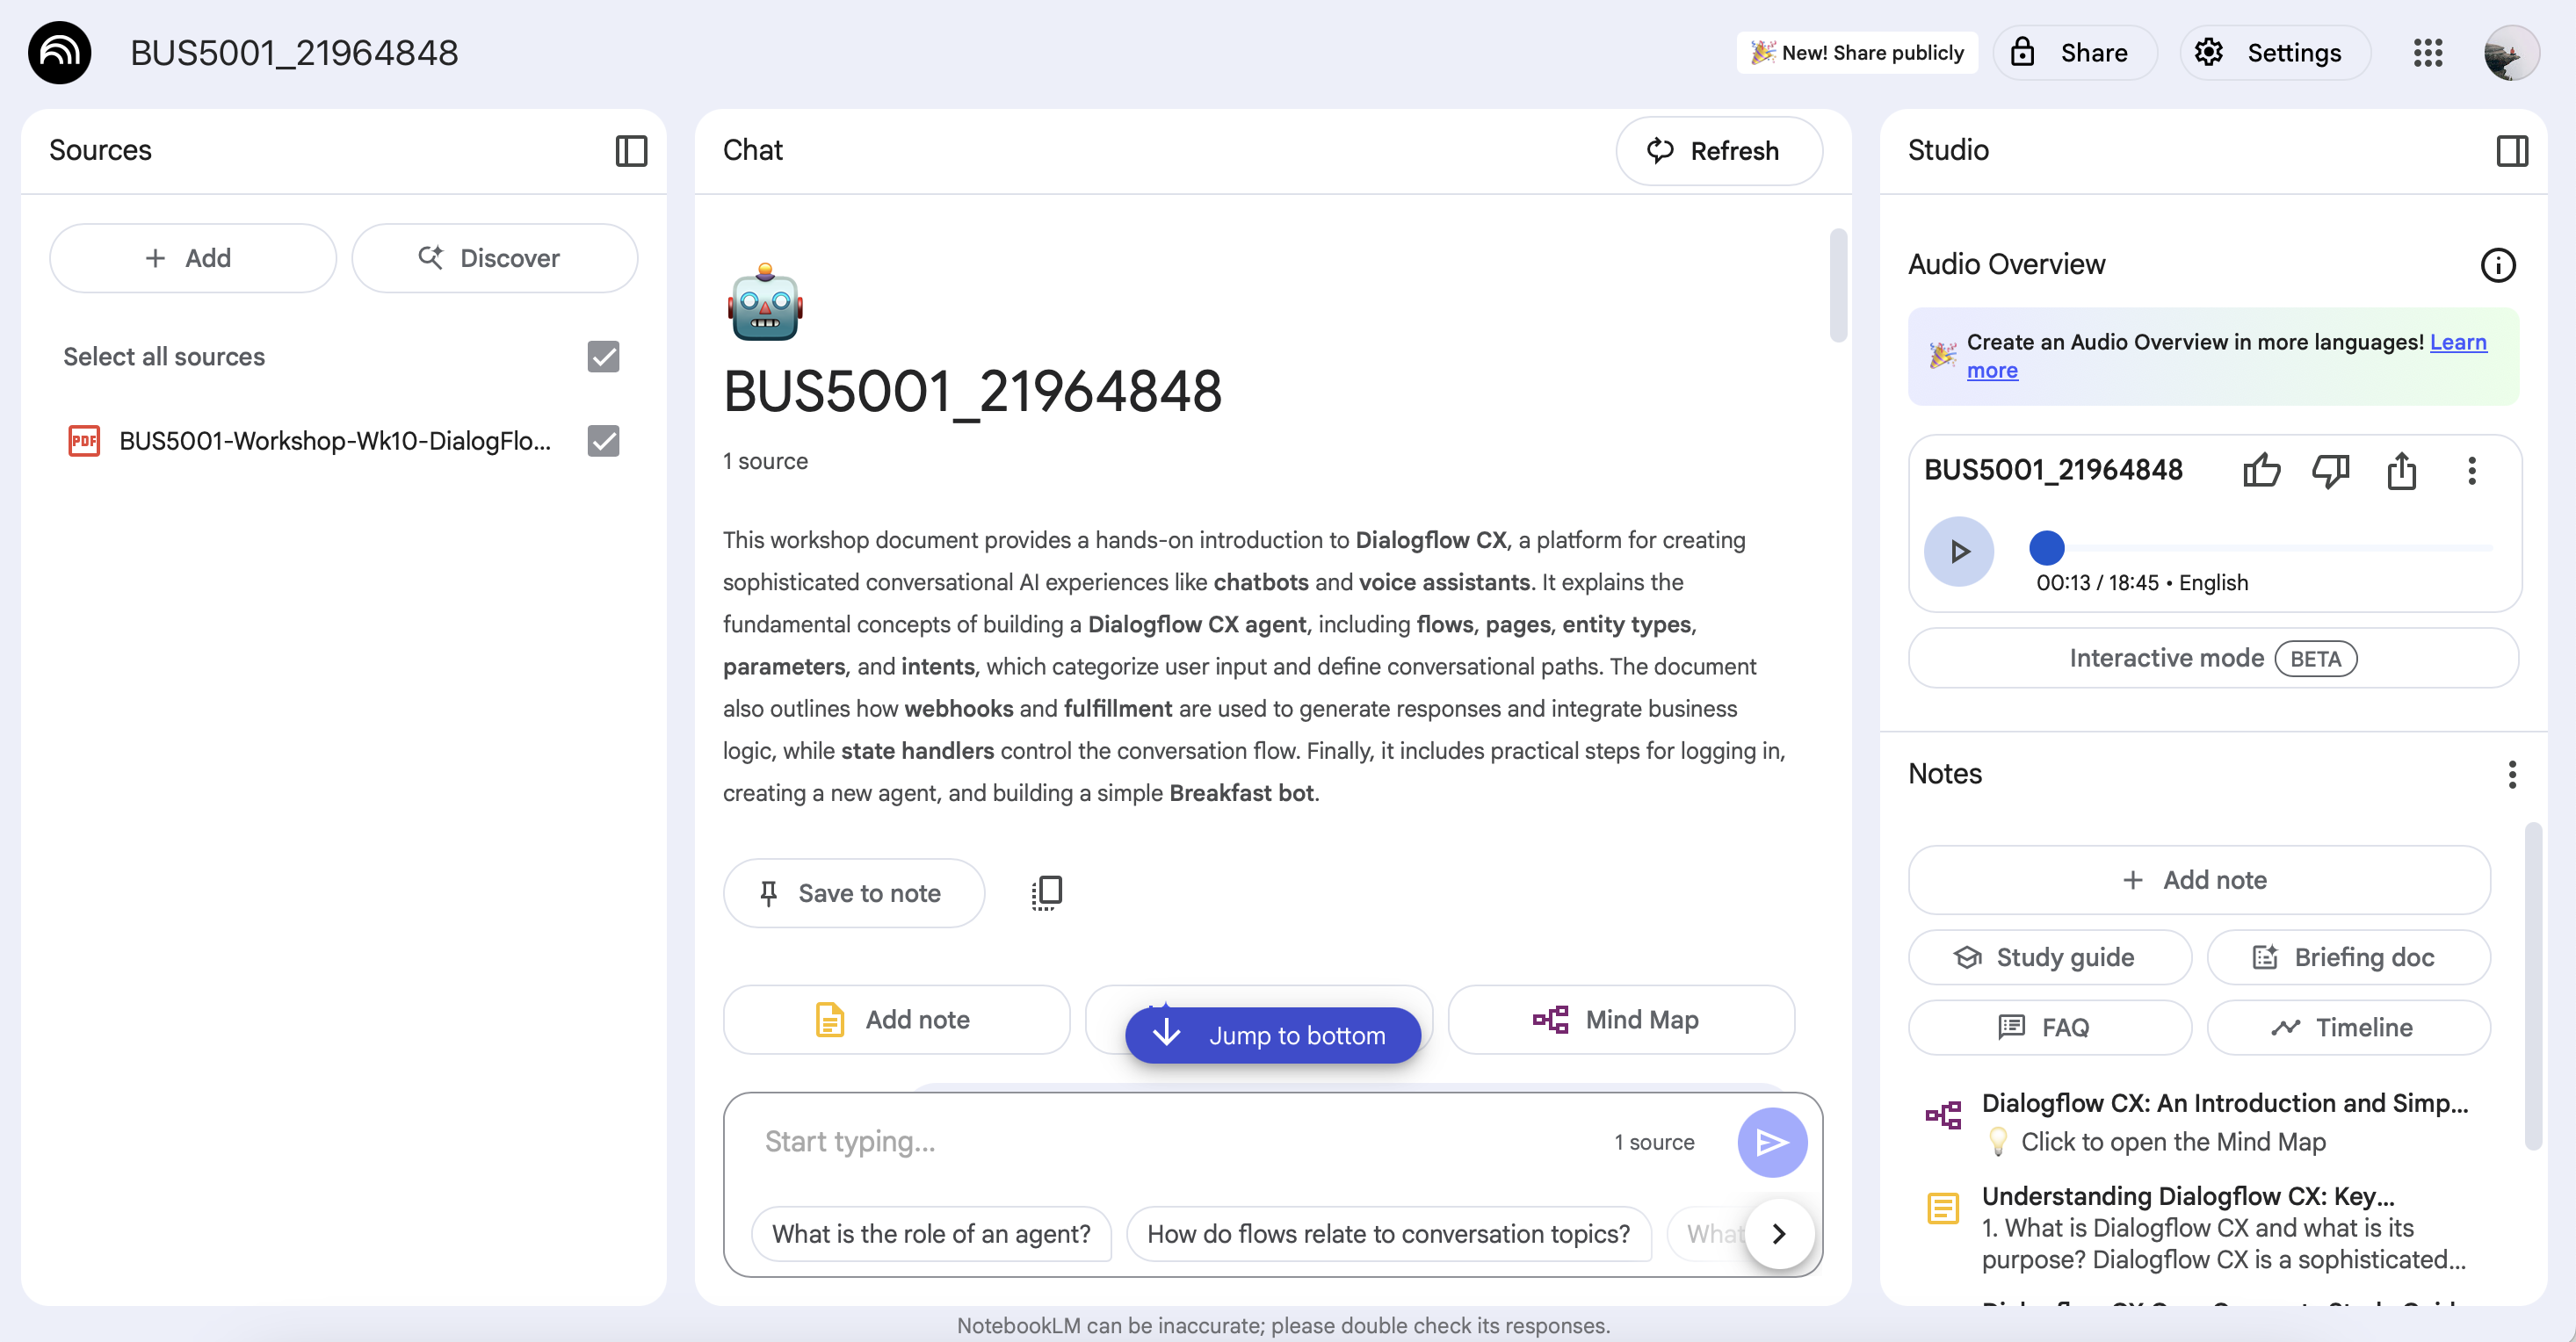 BUS5001_21964848
🎉 New! Share publicly
Share
Settings
Sources
Add
Discover
Select all sources
PDF
BUS5001-Workshop-Wk10-DialogFlo...
Chat
Refresh
BUS5001_21964848
1 source
This workshop document provides a hands-on introduction to Dialogflow CX, a platform for creating
sophisticated conversational AI experiences like chatbots and voice assistants. It explains the
fundamental concepts of building a Dialogflow CX agent, including flows, pages, entity types,
parameters, and intents, which categorize user input and define conversational paths. The document
also outlines how webhooks and fulfillment are used to generate responses and integrate business
logic, while state handlers control the conversation flow. Finally, it includes practical steps for logging in,
creating a new agent, and building a simple Breakfast bot.
Save to note
Add note
Jump to bottom
Mind Map
Start typing...
1 source
What is the role of an agent?
How do flows relate to conversation topics?
What
Studio
Audio Overview
Create an Audio Overview in more languages! Learn
more
BUS5001_21964848
00:13 / 18:45 • English
Interactive mode BETA
Notes
Add note
Study guide
Briefing doc
FAQ
Timeline
Dialogflow CX: An Introduction and Simp...
Click to open the Mind Map
Understanding Dialogflow CX: Key...
1. What is Dialogflow CX and what is its
purpose? Dialogflow CX is a sophisticated...
NotebookLM can be inaccurate; please double check its responses.